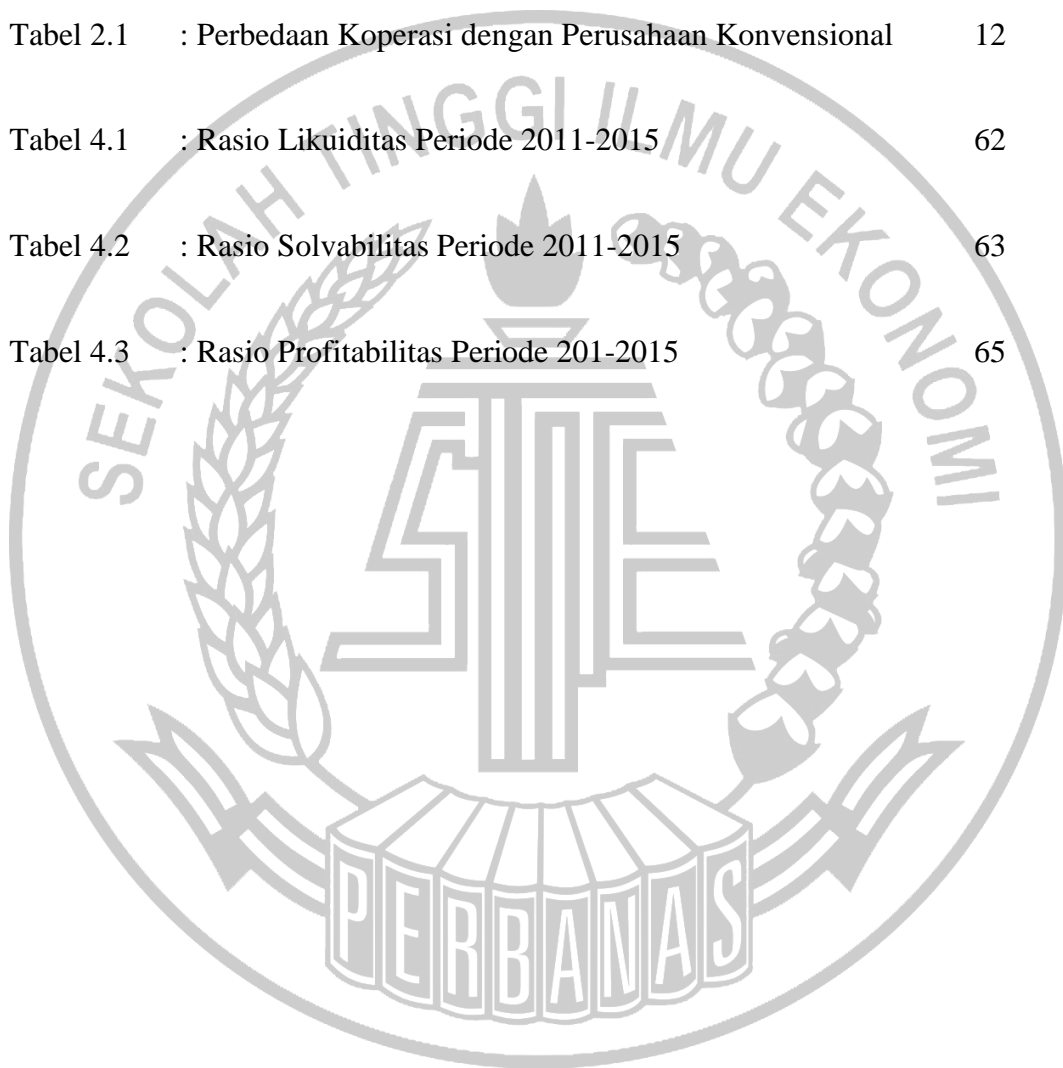 Tabel 2.1 : Perbedaan Koperasi dengan Perusahaan Konvensional 12
Tabel 4.1 : Rasio Likuiditas Periode 2011-2015 62
Tabel 4.2 : Rasio Solvabilitas Periode 2011-2015 63
Tabel 4.3 : Rasio Profitabilitas Periode 201-2015 65
SEKOLAH TINGGI ILMU EKONOMI
STIE
PERBANAS